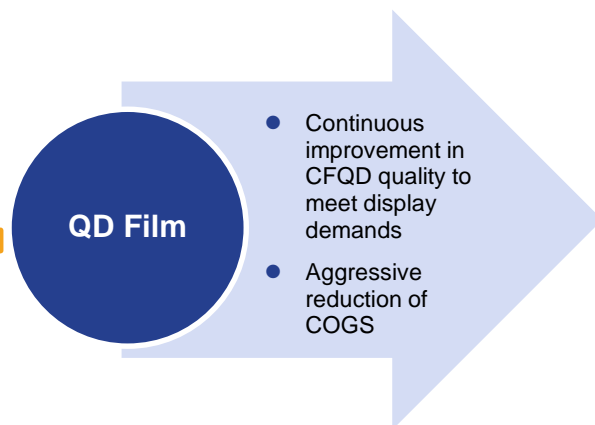 QD Film
● Continuous
improvement in
CFQD quality to
meet display
demands
● Aggressive
reduction of
COGS